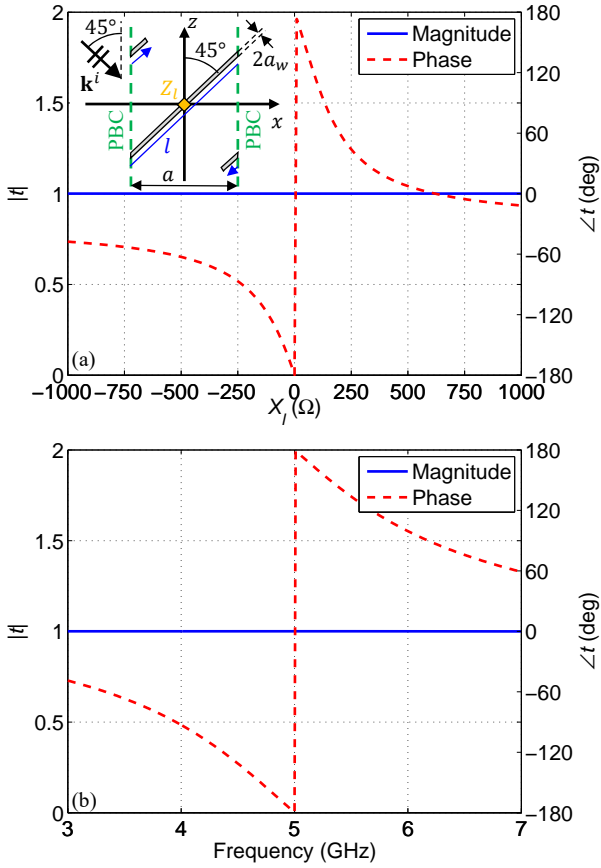 2
1.5
1
0.5
0
|t|
180
120
60
0
−60
−120
−180
∠t (deg)
Magnitude
Phase
45°
z
45°
2a_w
k^i
Z_l
x
PBC
PBC
l
a
(a)
−1000 −750 −500 −250 0 250 500 750 1000
X_l (Ω)
2
1.5
1
0.5
0
|t|
180
120
60
0
−60
−120
−180
∠t (deg)
Magnitude
Phase
(b)
3 4 5 6 7
Frequency (GHz)